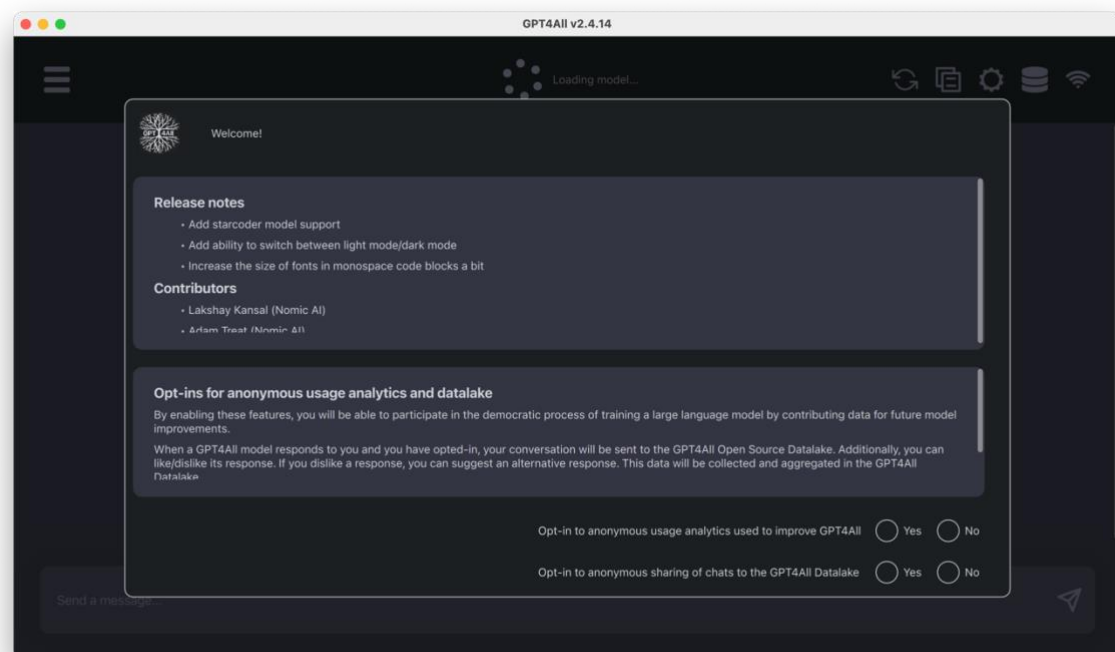 GPT4All v2.4.14
Loading model...
GPT4All
Welcome!
Release notes
• Add starcoder model support
• Add ability to switch between light mode/dark mode
• Increase the size of fonts in monospace code blocks a bit
Contributors
• Lakshay Kansal (Nomic AI)
• Adam Treat (Nomic AI)
Opt-ins for anonymous usage analytics and datalake
By enabling these features, you will be able to participate in the democratic process of training a large language model by contributing data for future model
improvements.
When a GPT4All model responds to you and you have opted-in, your conversation will be sent to the GPT4All Open Source Datalake. Additionally, you can
like/dislike its response. If you dislike a response, you can suggest an alternative response. This data will be collected and aggregated in the GPT4All
Datalake
Opt-in to anonymous usage analytics used to improve GPT4All Yes No
Opt-in to anonymous sharing of chats to the GPT4All Datalake Yes No
Send a message...